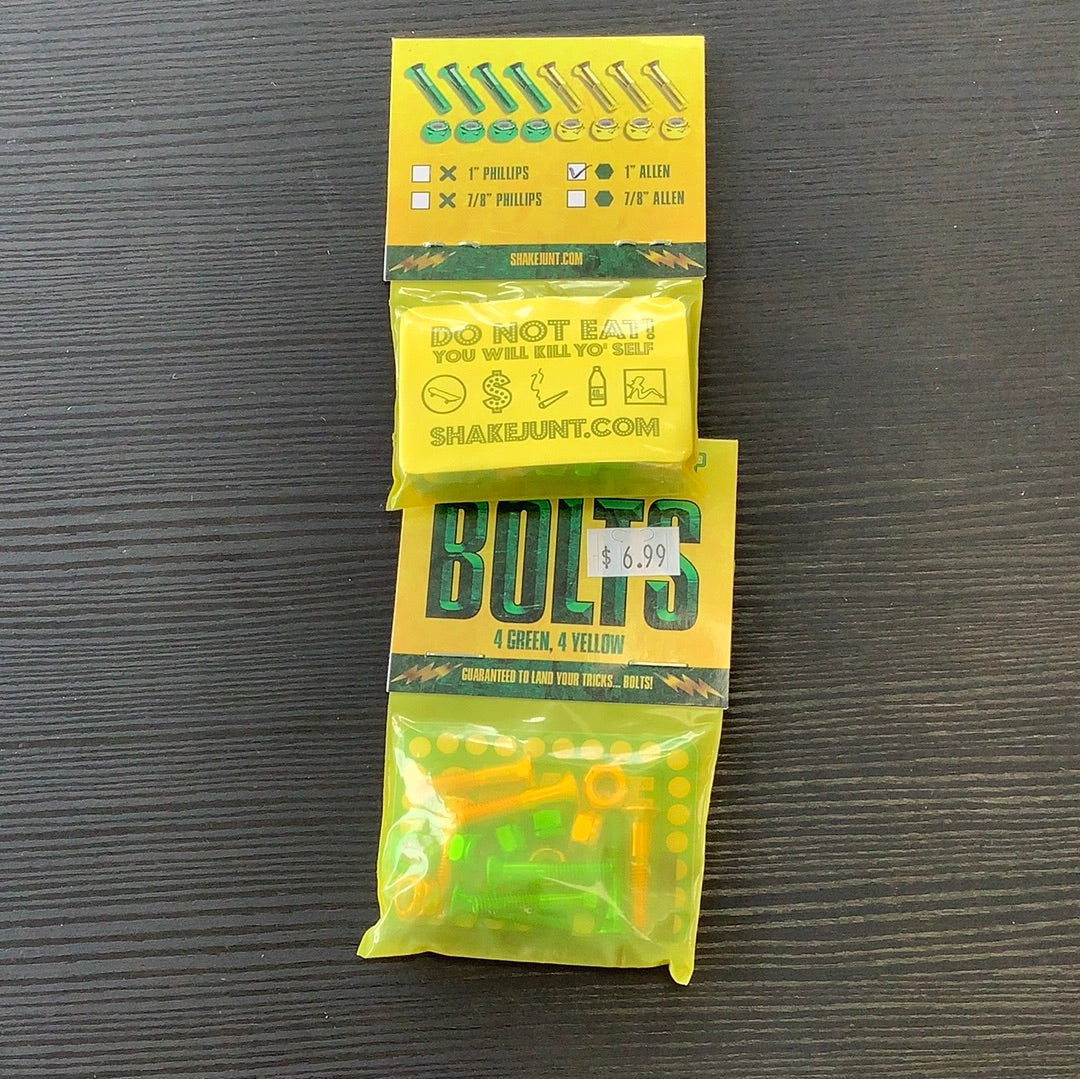 1" PHILLIPS
1" ALLEN
7/8" PHILLIPS
7/8" ALLEN
SHAKEJUNT.COM
DO NOT EAT!
YOU WILL KILL YO' SELF
SHAKEJUNT.COM
BOLTS
$ 6.99
4 GREEN, 4 YELLOW
GUARANTEED TO LAND YOUR TRICKS... BOLTS!